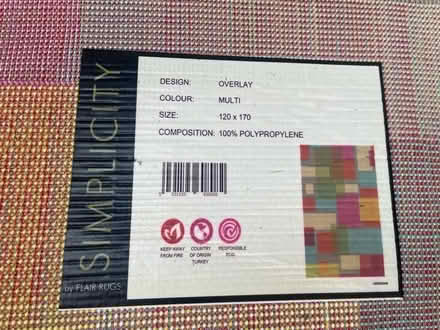 SIMPLICITY
by FLAIR RUGS
DESIGN: OVERLAY
COLOUR: MULTI
SIZE: 120 x 170
COMPOSITION: 100% POLYPROPYLENE
KEEP AWAY
FROM FIRE
COUNTRY
OF ORIGIN
TURKEY
RESPONSIBLE